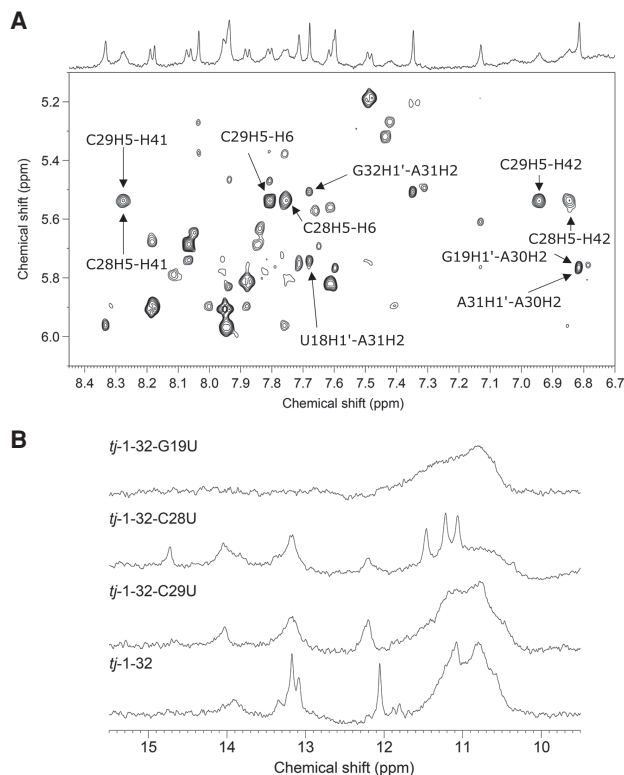 A
C29H5-H41
C28H5-H41
C29H5-H6
G32H1'-A31H2
C28H5-H6
U18H1'-A31H2
C29H5-H42
C28H5-H42
G19H1'-A30H2
A31H1'-A30H2
Chemical shift (ppm)
5.2
5.4
5.6
5.8
6.0
8.4 8.3 8.2 8.1 8.0 7.9 7.8 7.7 7.6 7.5 7.4 7.3 7.2 7.1 7.0 6.9 6.8 6.7
Chemical shift (ppm)
B
tj-1-32-G19U
tj-1-32-C28U
tj-1-32-C29U
tj-1-32
15 14 13 12 11 10
Chemical shift (ppm)